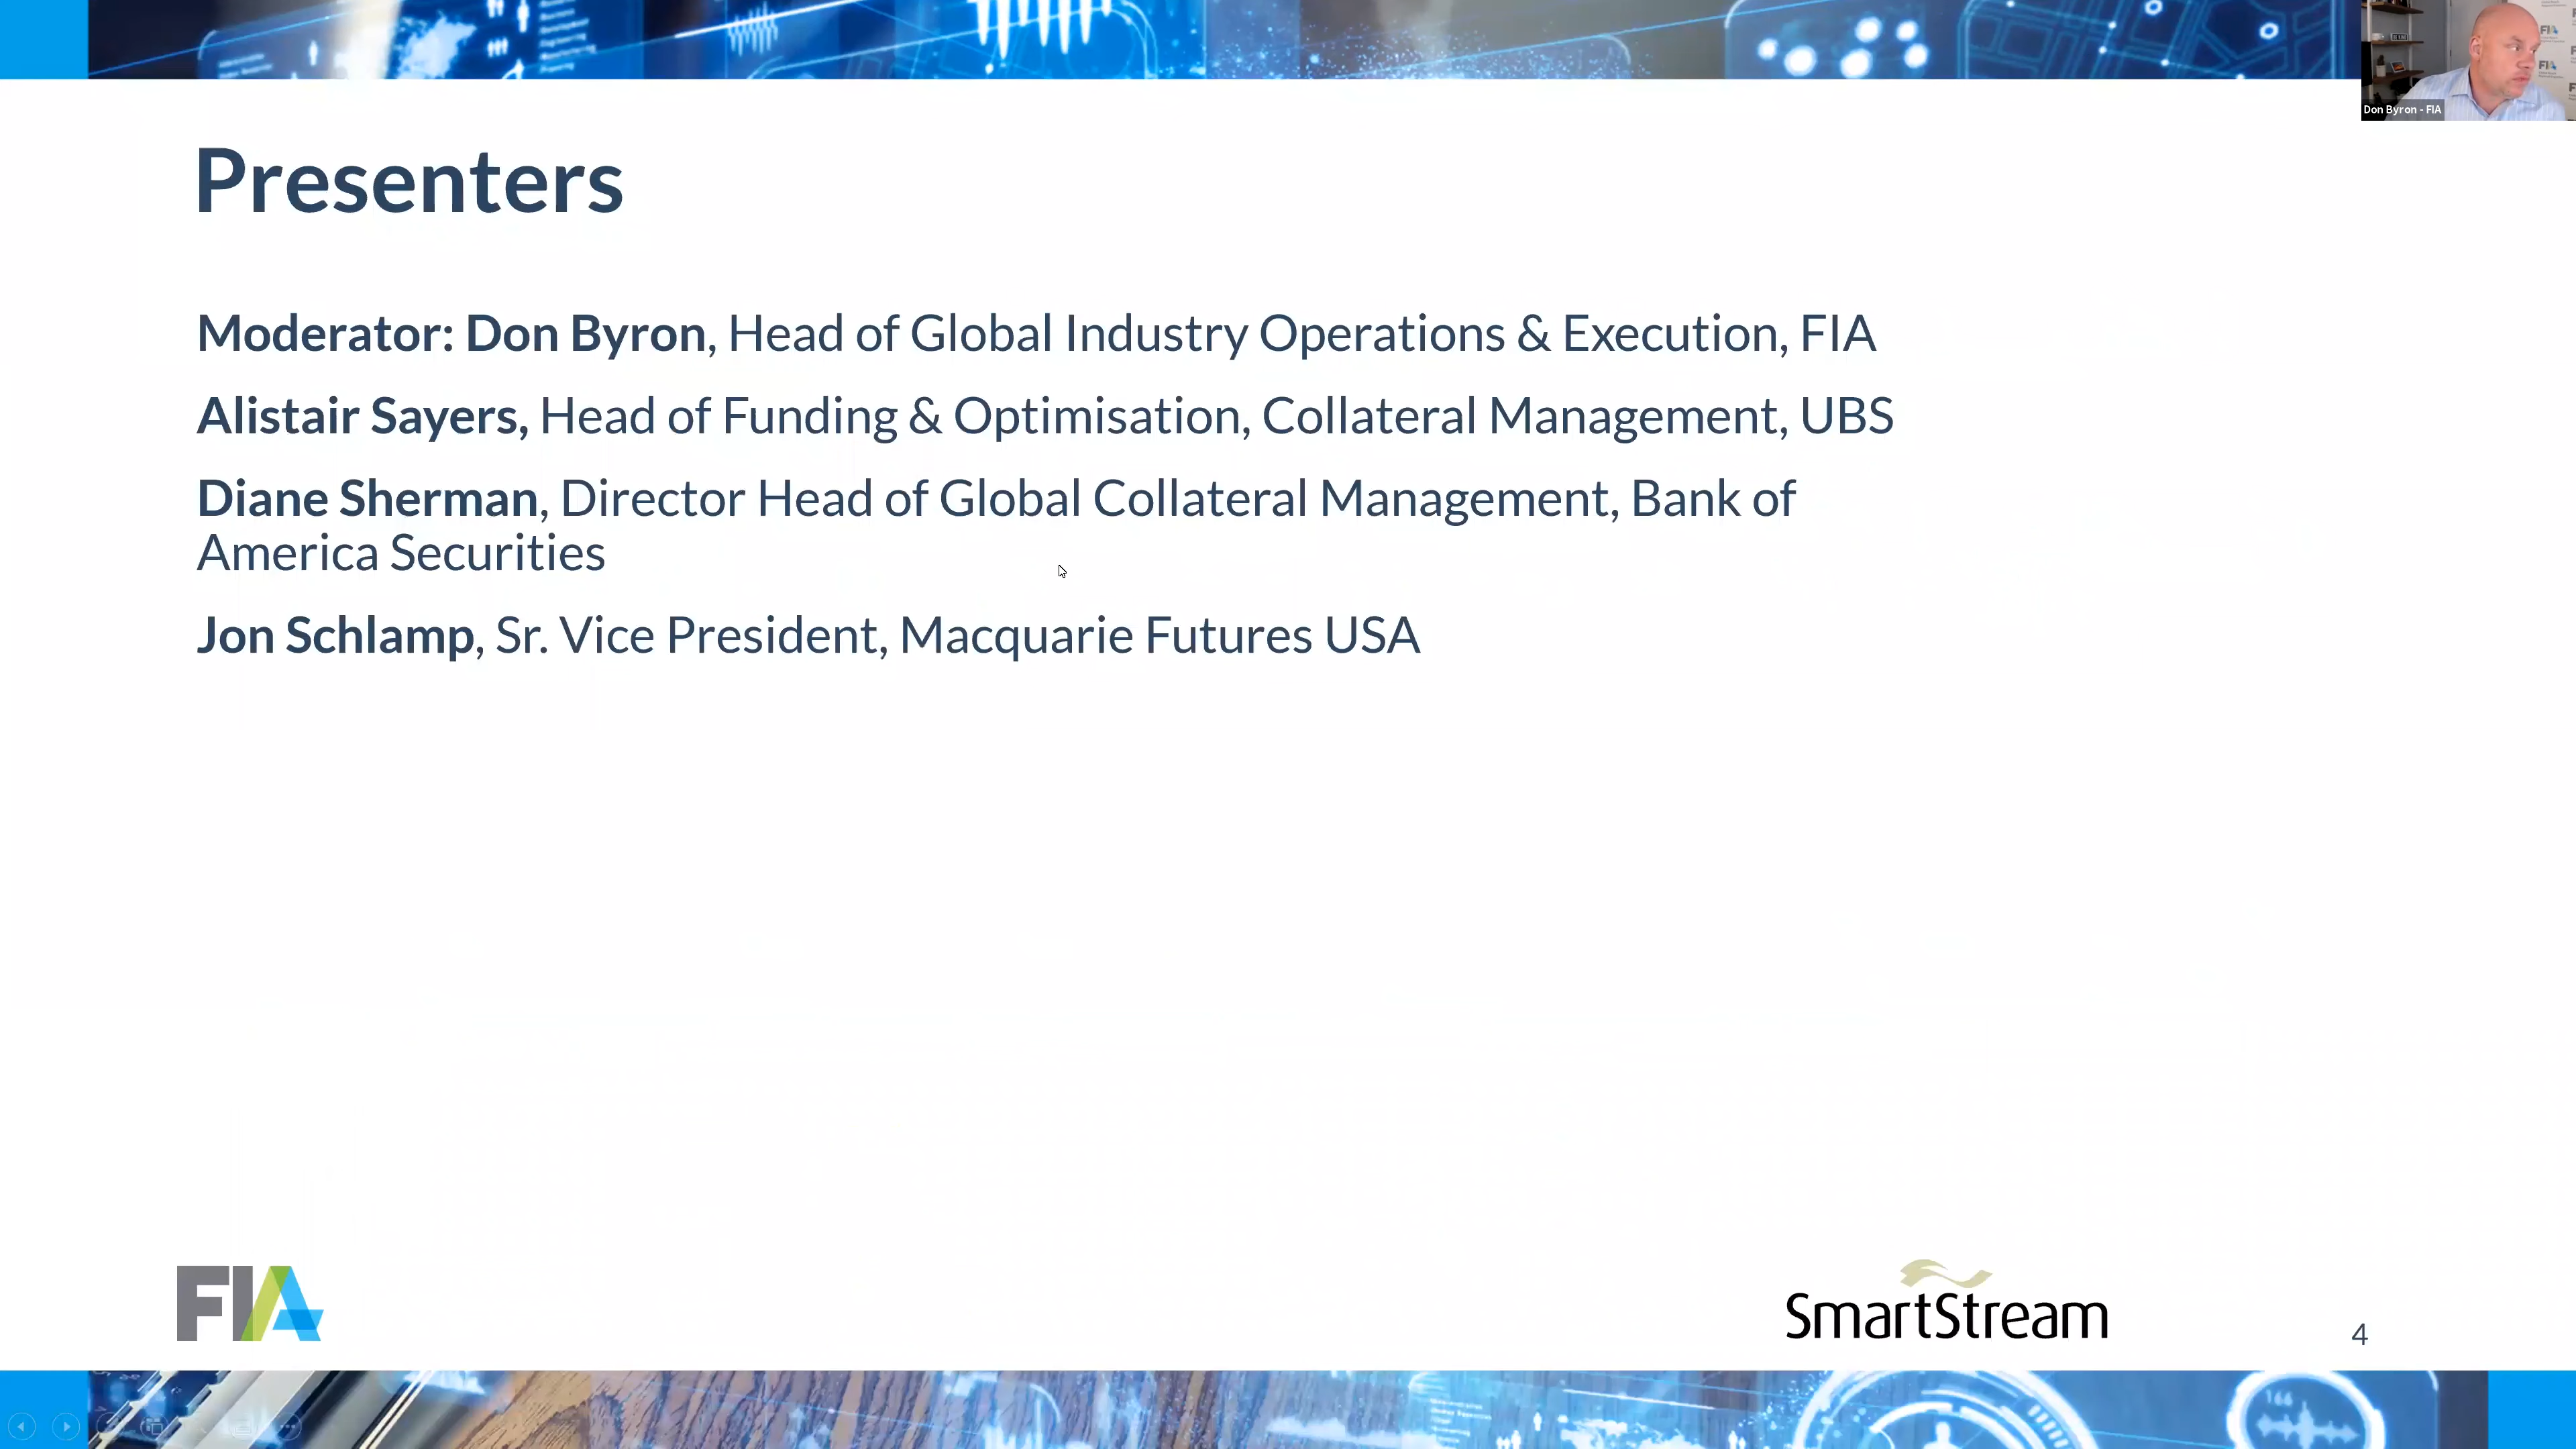 Don Byron - FIA
Presenters
Moderator: Don Byron, Head of Global Industry Operations & Execution, FIA
Alistair Sayers, Head of Funding & Optimisation, Collateral Management, UBS
Diane Sherman, Director Head of Global Collateral Management, Bank of
America Securities
Jon Schlamp, Sr. Vice President, Macquarie Futures USA
FIA
SmartStream
4
166